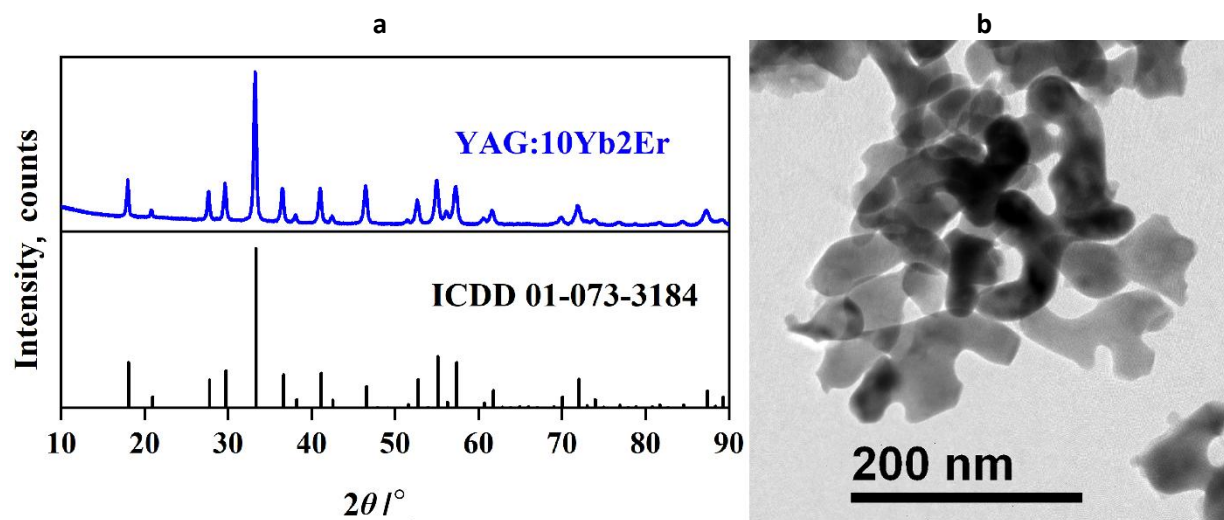 a
b
Intensity, counts
YAG:10Yb2Er
ICDD 01-073-3184
10 20 30 40 50 60 70 80 90
2θ/°
200 nm